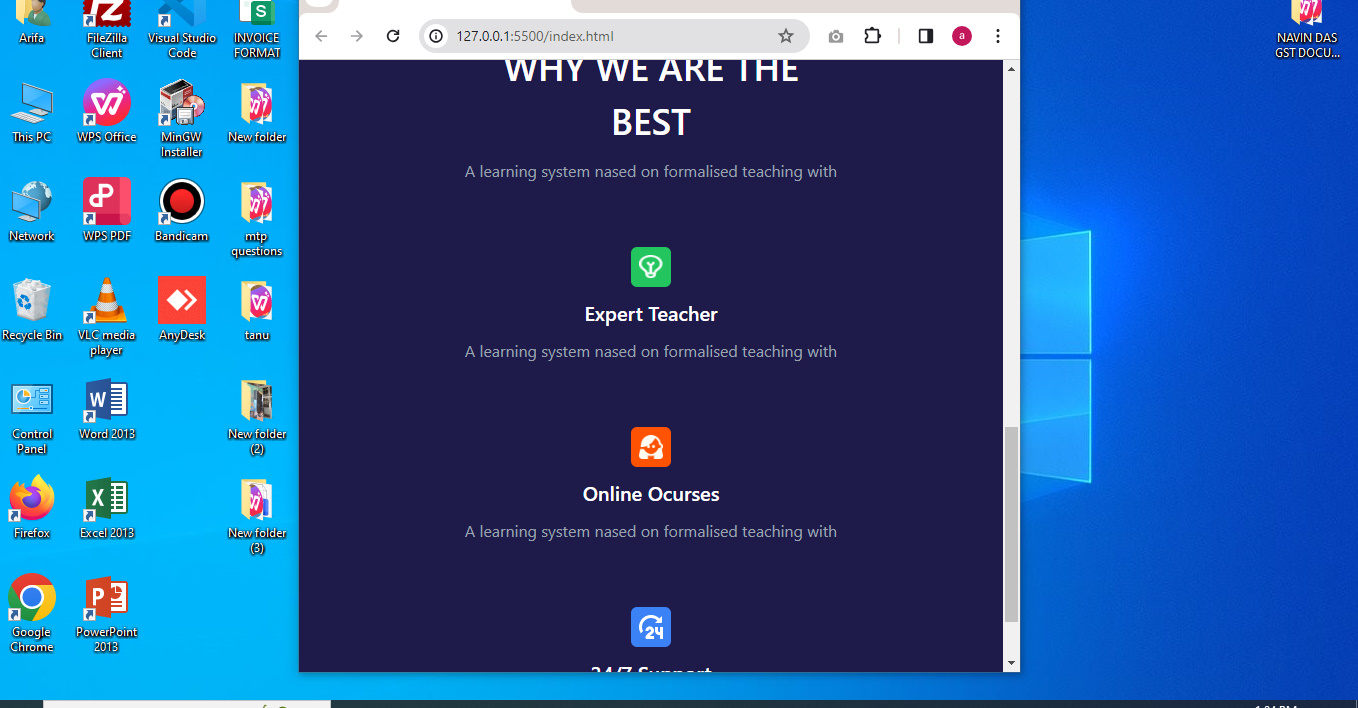 Arifa
FileZilla
Client
Visual Studio
Code
INVOICE
FORMAT
This PC
WPS Office
MinGW
Installer
New folder
Network
WPS PDF
Bandicam
mtp
questions
Recycle Bin
VLC media
player
AnyDesk
tanu
Control
Panel
Word 2013
New folder
(2)
Firefox
Excel 2013
New folder
(3)
Google
Chrome
PowerPoint
2013
127.0.0.1:5500/index.html
a
WHY WE ARE THE
BEST
A learning system nased on formalised teaching with
Expert Teacher
A learning system nased on formalised teaching with
Online Ocurses
A learning system nased on formalised teaching with
24
24/7 Support
NAVIN DAS
GST DOCU...